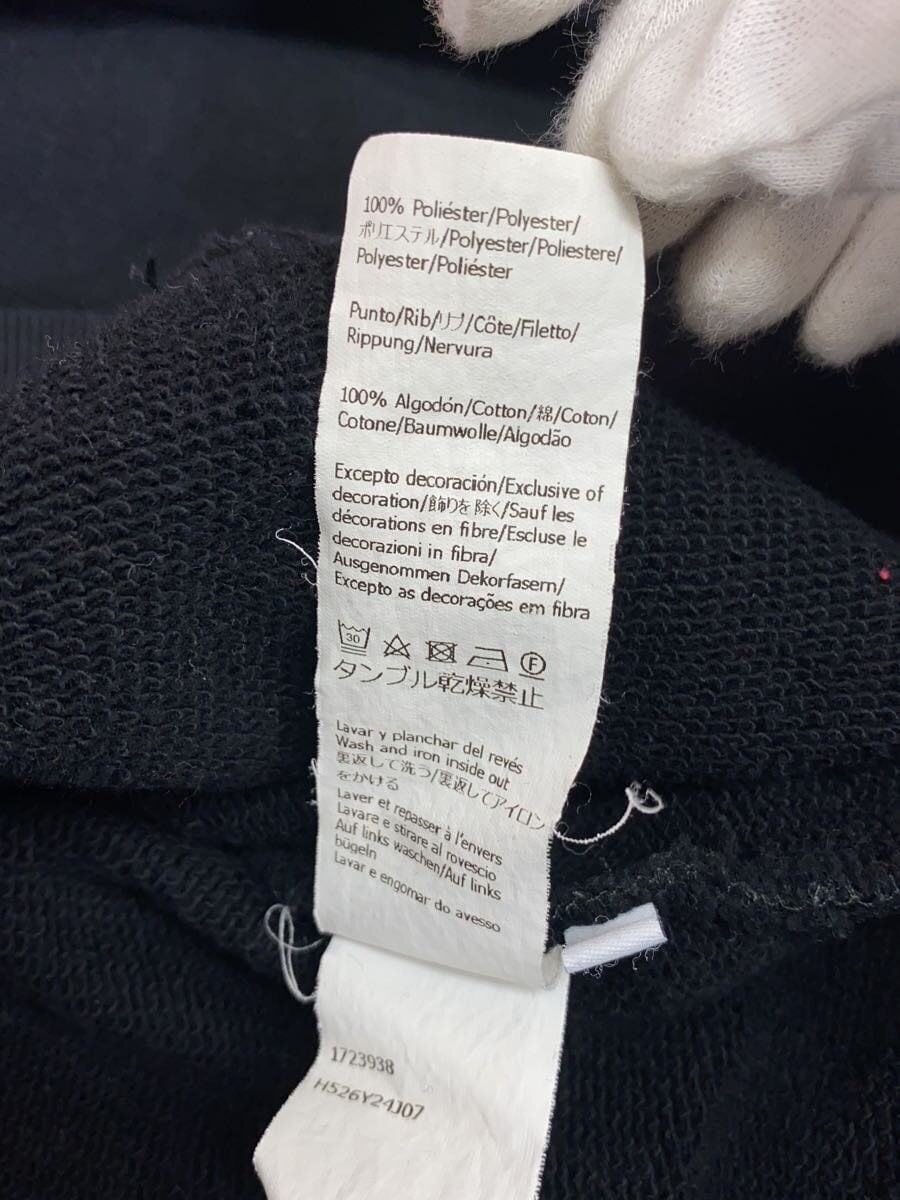 100% Poliéster/Polyester/
ポリエステル/Polyester/Poliestere/
Polyester/Poliéster
Punto/Rib/リブ/Côte/Filetto/
Rippung/Nervura
100% Algodón/Cotton/綿/Coton/
Cotone/Baumwolle/Algodão
Excepto decoración/Exclusive of
decoration/飾りを除く/Sauf les
décorations en fibre/Escluse le
decorazioni in fibra/
Ausgenommen Dekorfasern/
Excepto as decorações em fibra
30
F
タンブル乾燥禁止
Lavar y planchar del revés
Wash and iron inside out
裏返して洗う/裏返してアイロン
をかける
Laver et repasser à l'envers
Lavare e stirare al rovescio
Auf links waschen/Auf links
bügeln
Lavar e engomar do avesso
1723938
H526Y24J07